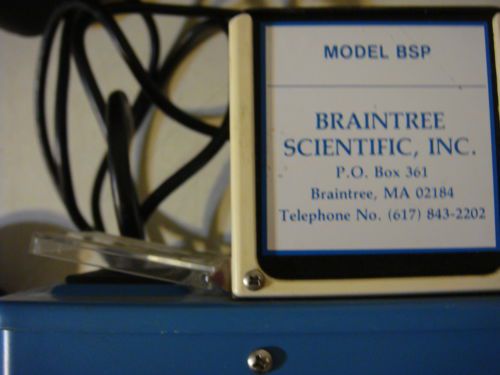 MODEL BSP
BRAINTREE
SCIENTIFIC, INC.
P.O. Box 361
Braintree, MA 02184
Telephone No. (617) 843-2202